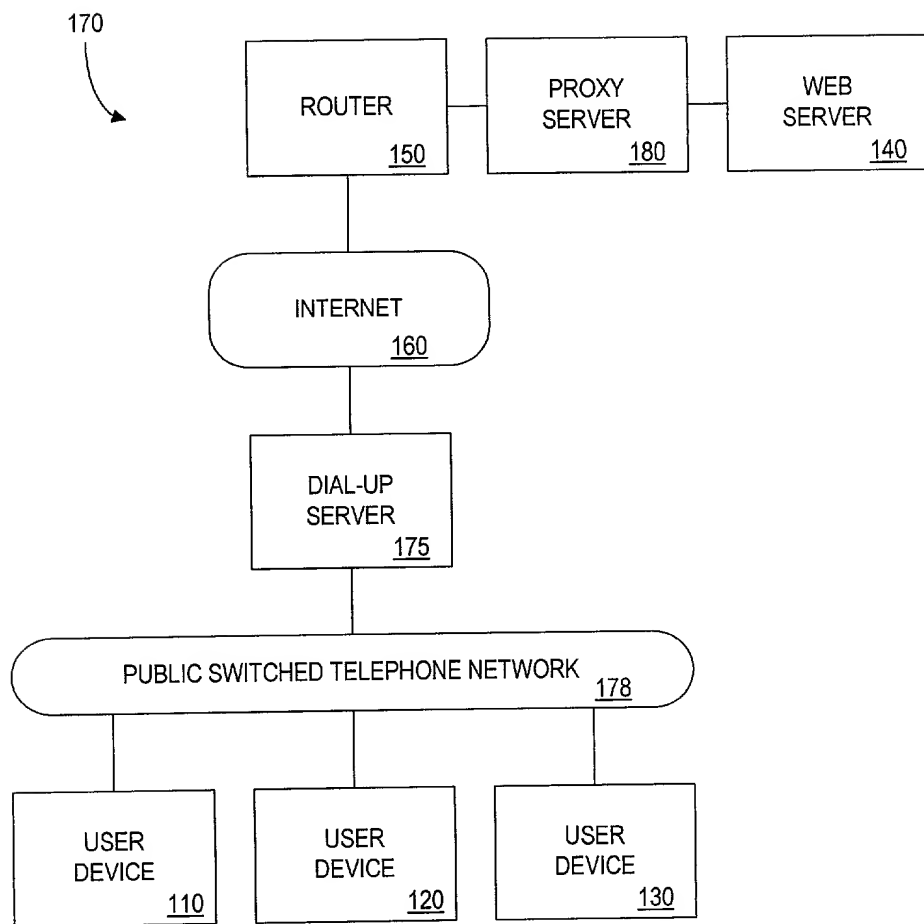 170
ROUTER
150
PROXY
SERVER
180
WEB
SERVER
140
INTERNET
160
DIAL-UP
SERVER
175
PUBLIC SWITCHED TELEPHONE NETWORK
178
USER
DEVICE
110
USER
DEVICE
120
USER
DEVICE
130